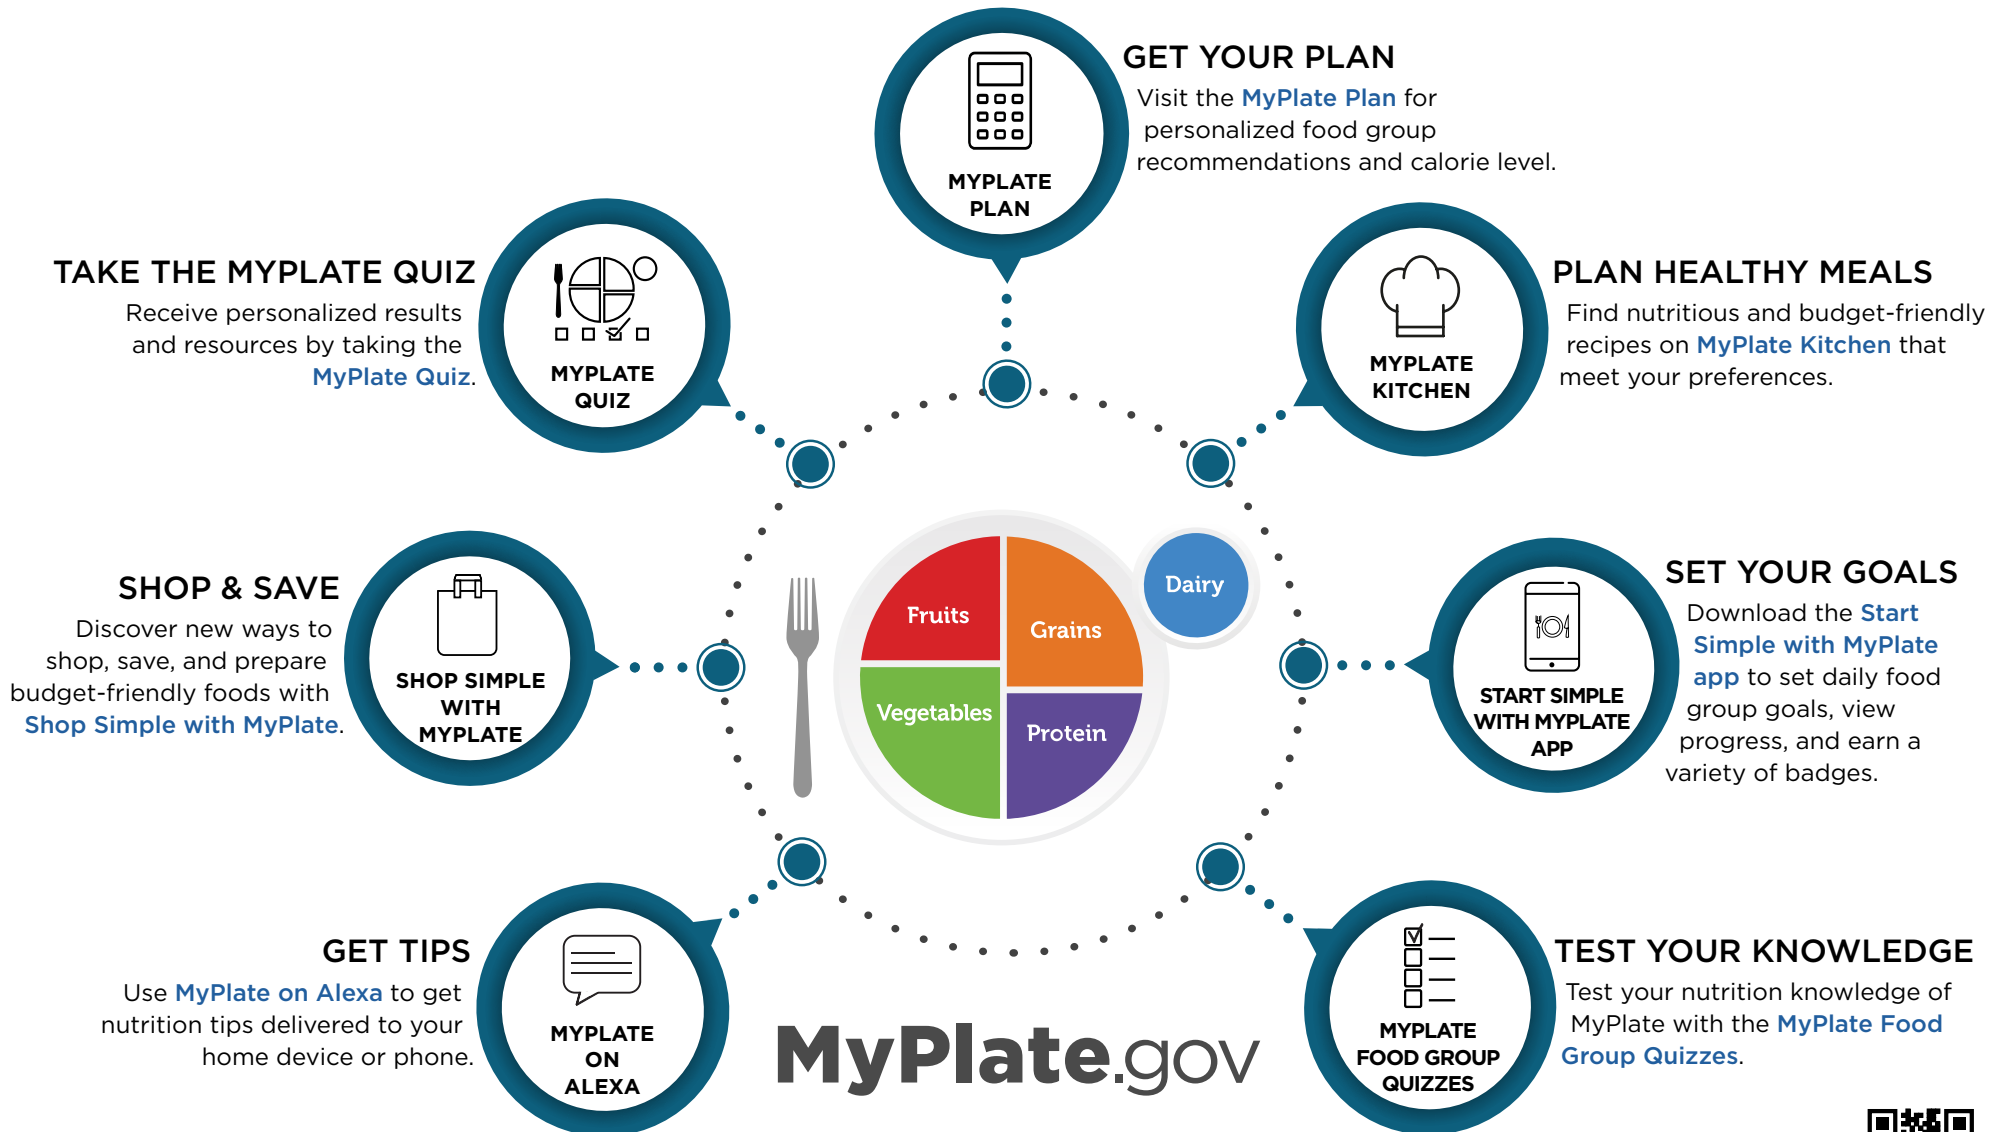 GET YOUR PLAN
Visit the MyPlate Plan for
personalized food group
recommendations and calorie level.
MYPLATE
PLAN
TAKE THE MYPLATE QUIZ
Receive personalized results
and resources by taking the
MyPlate Quiz.
MYPLATE
QUIZ
PLAN HEALTHY MEALS
Find nutritious and budget-friendly
recipes on MyPlate Kitchen that
meet your preferences.
MYPLATE
KITCHEN
SHOP & SAVE
Discover new ways to
shop, save, and prepare
budget-friendly foods with
Shop Simple with MyPlate.
SHOP SIMPLE
WITH
MYPLATE
Fruits
Grains
Dairy
Vegetables
Protein
SET YOUR GOALS
Download the Start
Simple with MyPlate
app to set daily food
group goals, view
progress, and earn a
variety of badges.
START SIMPLE
WITH MYPLATE
APP
GET TIPS
Use MyPlate on Alexa to get
nutrition tips delivered to your
home device or phone.
MYPLATE
ON
ALEXA
MyPlate.gov
TEST YOUR KNOWLEDGE
Test your nutrition knowledge of
MyPlate with the MyPlate Food
Group Quizzes.
MYPLATE
FOOD GROUP
QUIZZES